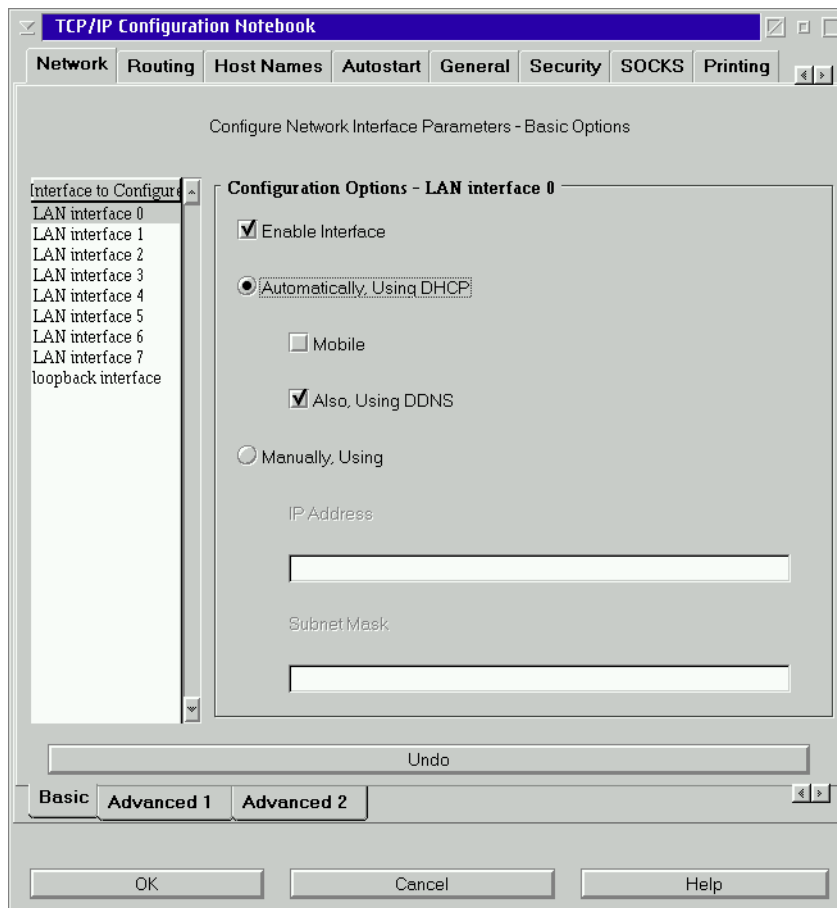 TCP/IP Configuration Notebook
Network Routing Host Names Autostart General Security SOCKS Printing
Configure Network Interface Parameters - Basic Options
Interface to Configure
LAN interface 0
LAN interface 1
LAN interface 2
LAN interface 3
LAN interface 4
LAN interface 5
LAN interface 6
LAN interface 7
loopback interface
Configuration Options - LAN interface 0
Enable Interface
Automatically, Using DHCP
Mobile
Also, Using DDNS
Manually, Using
IP Address
Subnet Mask
Undo
Basic Advanced 1 Advanced 2
OK Cancel Help